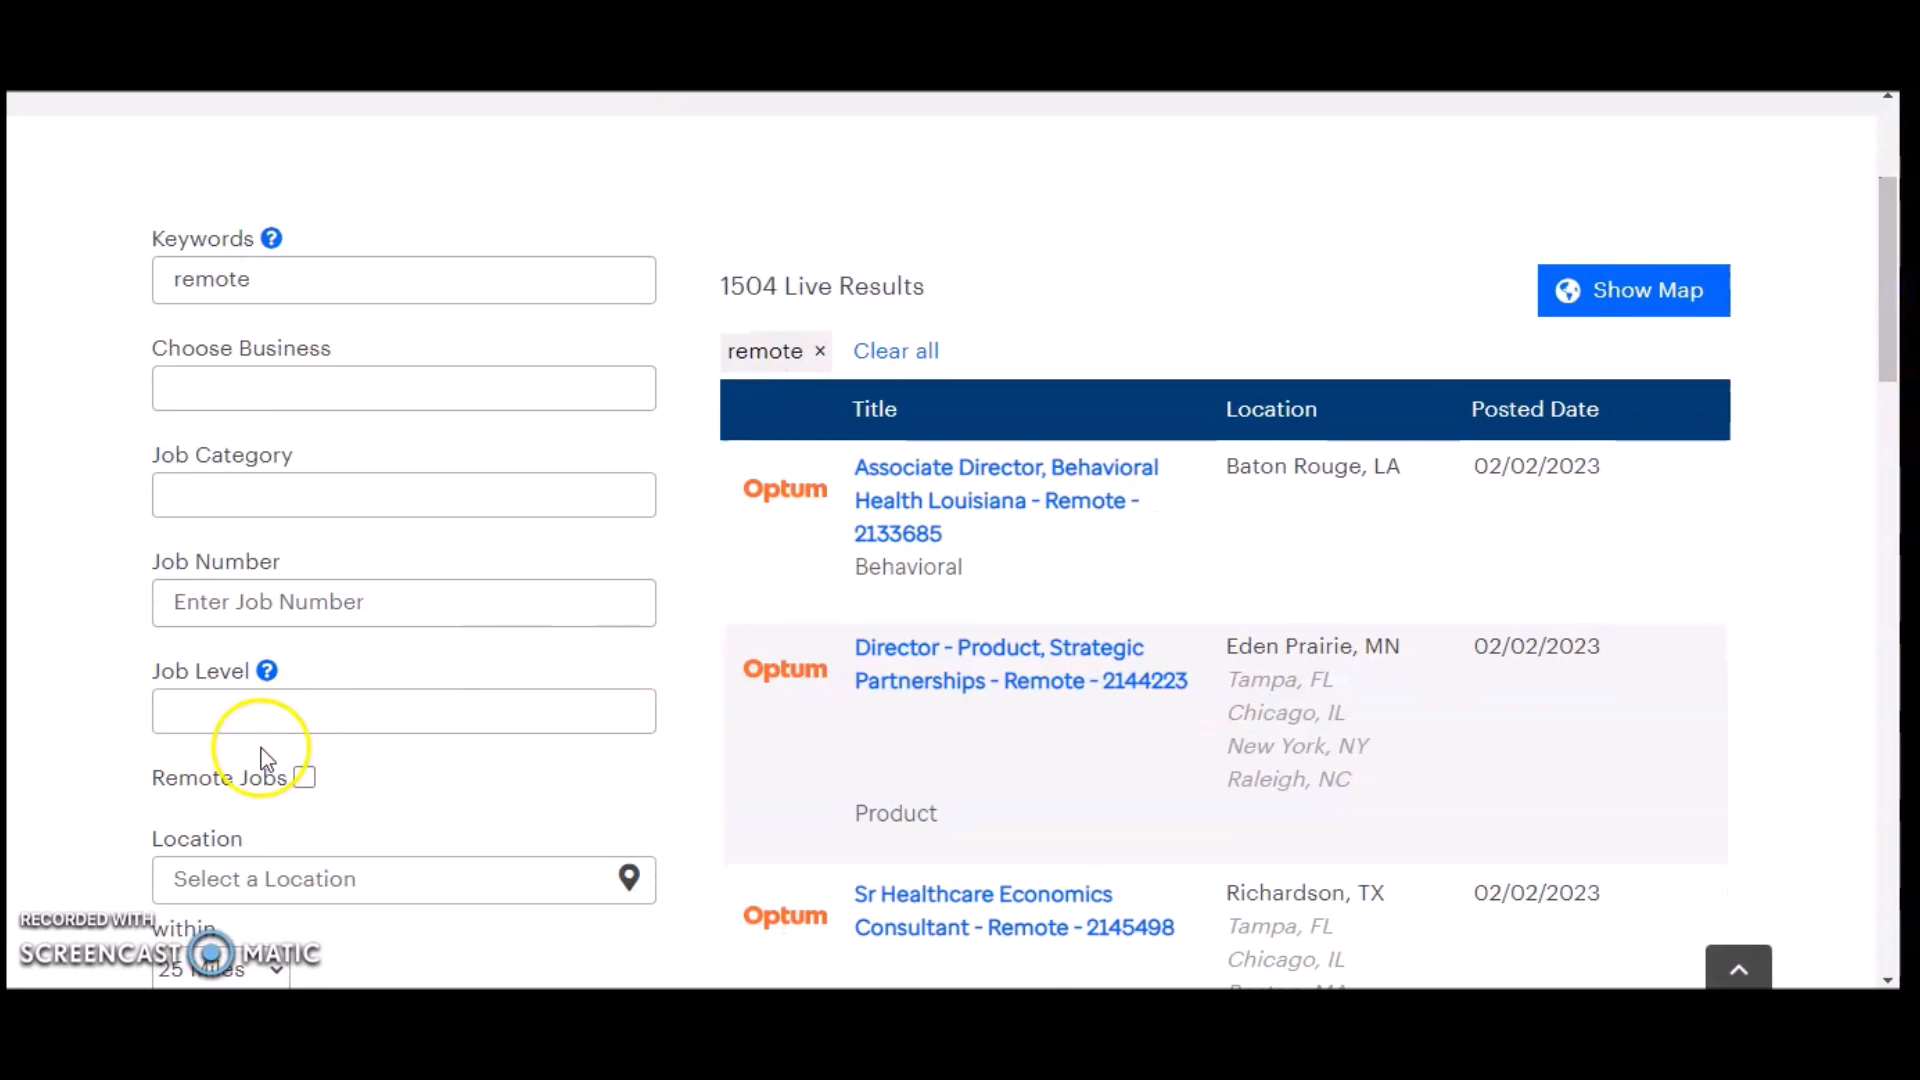 Keywords ?
remote
Choose Business
Job Category
Job Number
Enter Job Number
Job Level ?
Remote Jobs
Location
Select a Location
within
25 Miles
RECORDED WITH
SCREENCAST MATIC
1504 Live Results
Show Map
remote × Clear all
Title Location Posted Date
Optum
Associate Director, Behavioral
Health Louisiana - Remote -
2133685
Behavioral
Baton Rouge, LA
02/02/2023
Optum
Director - Product, Strategic
Partnerships - Remote - 2144223
Product
Eden Prairie, MN
Tampa, FL
Chicago, IL
New York, NY
Raleigh, NC
02/02/2023
Optum
Sr Healthcare Economics
Consultant - Remote - 2145498
Richardson, TX
Tampa, FL
Chicago, IL
02/02/2023